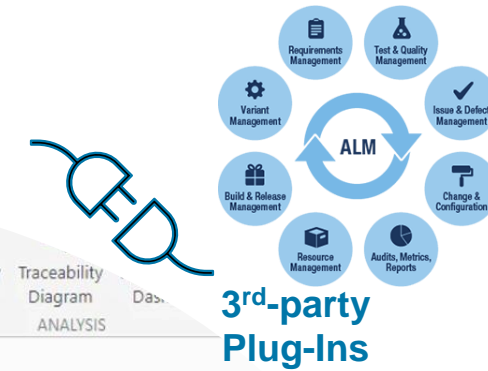 Requirements
Management
Test & Quality
Management
Variant
Management
Issue & Defect
Management
ALM
Build & Release
Management
Change &
Configuration
Resource
Management
Audits, Metrics,
Reports
Traceability
Diagram
ANALYSIS
3rd-party
Plug-Ins